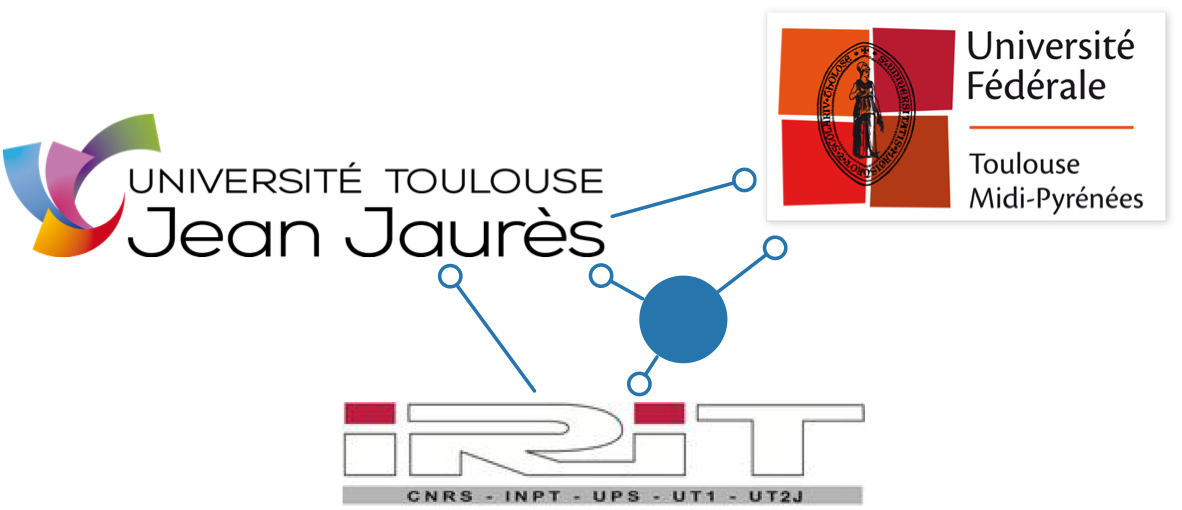 Université
Fédérale
Toulouse
Midi-Pyrénées
UNIVERSITÉ TOULOUSE
Jean Jaurès
iRiT
CNRS - INPT - UPS - UT1 - UT2J